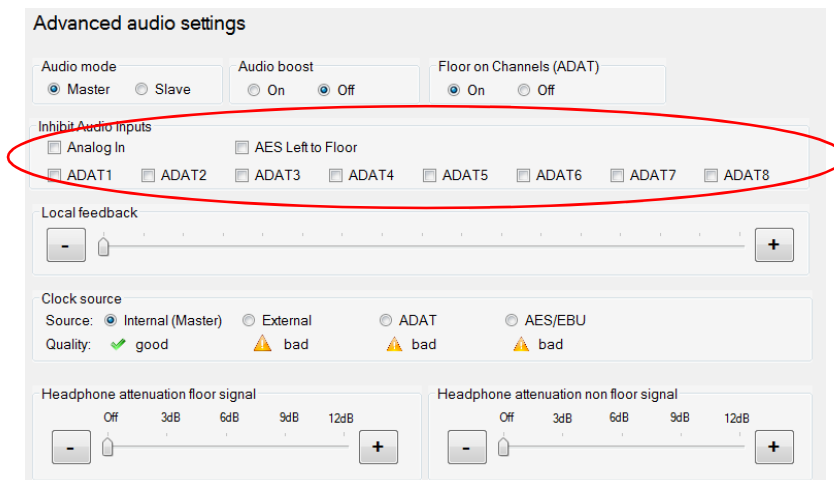 Advanced audio settings
Audio mode Audio boost Floor on Channels (ADAT)
Master Slave On Off On Off
Inhibit Audio Inputs
Analog In AES Left to Floor
ADAT1 ADAT2 ADAT3 ADAT4 ADAT5 ADAT6 ADAT7 ADAT8
Local feedback
- +
Clock source
Source: Internal (Master) External ADAT AES/EBU
Quality: good bad bad bad
Headphone attenuation floor signal Headphone attenuation non floor signal
Off 3dB 6dB 9dB 12dB Off 3dB 6dB 9dB 12dB
- + - +